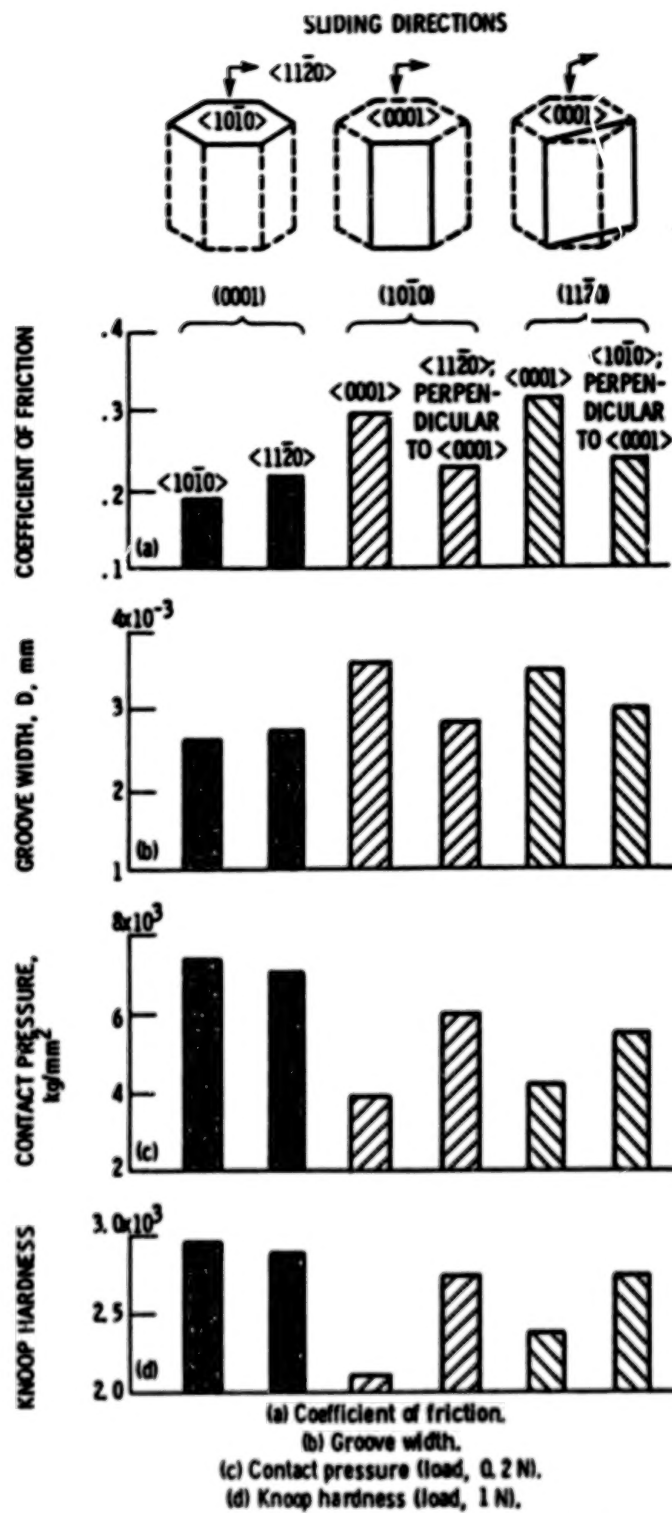 SLIDING DIRECTIONS
<112̄0>
<101̄0> <0001> <0001>
(0001) (101̄0) (112̄0)
COEFFICIENT OF FRICTION
.4
.3
.2
.1
(a)
<101̄0>
<112̄0>
<0001>
<112̄0>;
PERPEN-
DICULAR
TO <0001>
<0001>
<101̄0>;
PERPEN-
DICULAR
TO <0001>
GROOVE WIDTH, D, mm
4x10⁻³
3
2
1
(b)
CONTACT PRESSURE,
kg/mm²
8x10³
6
4
2
(c)
KNOOP HARDNESS
3.0x10³
2.5
2.0
(d)
(a) Coefficient of friction.
(b) Groove width.
(c) Contact pressure (load, 0.2 N).
(d) Knoop hardness (load, 1 N).